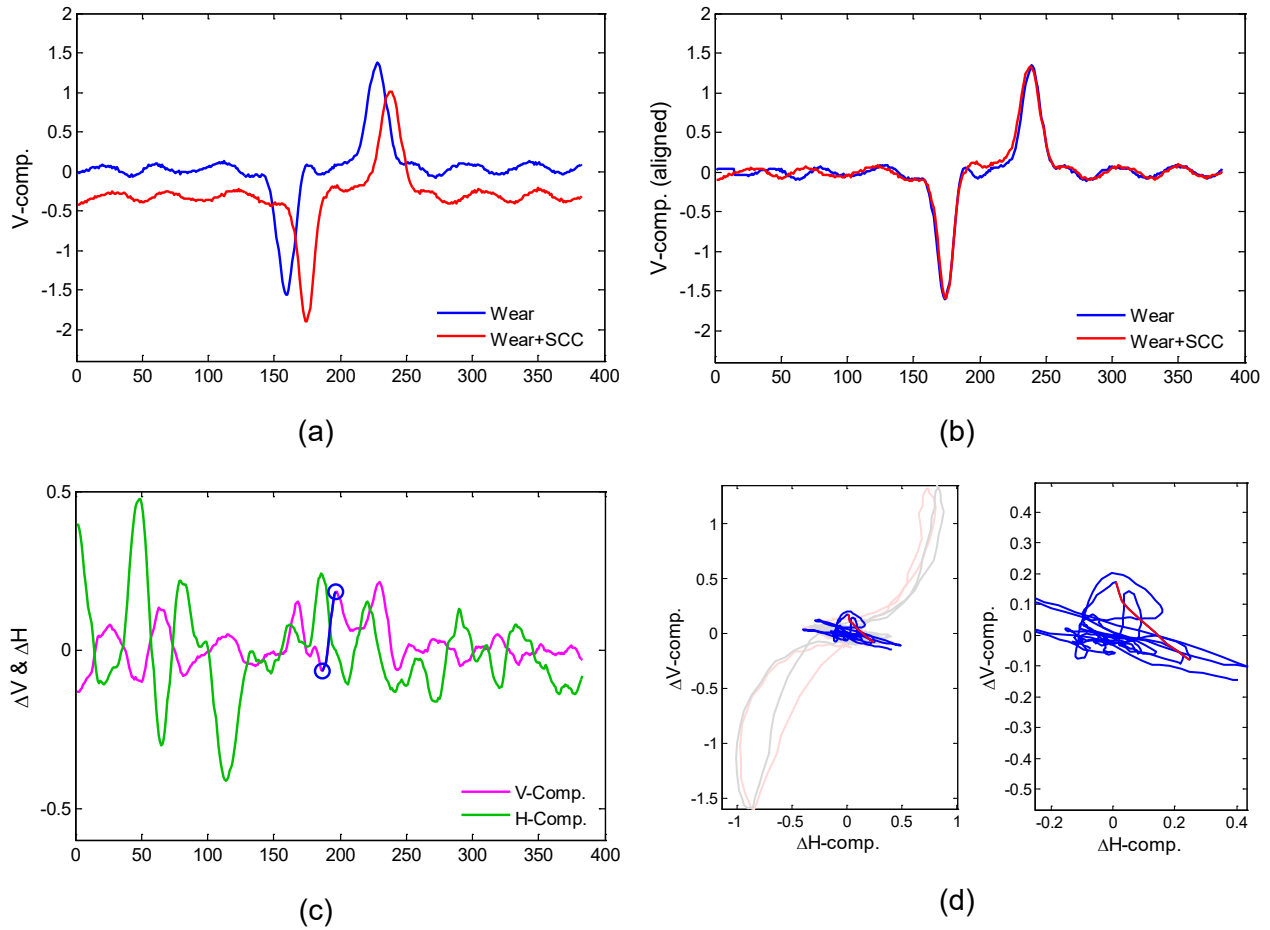 2
1.5
1
0.5
0
-0.5
-1
-1.5
-2
V-comp.
Wear
Wear+SCC
0 50 100 150 200 250 300 350 400
(a)
2
1.5
1
0.5
0
-0.5
-1
-1.5
-2
V-comp. (aligned)
Wear
Wear+SCC
0 50 100 150 200 250 300 350 400
(b)
0.5
0
-0.5
ΔV & ΔH
V-Comp.
H-Comp.
0 50 100 150 200 250 300 350 400
(c)
1
0.5
0
-0.5
-1
-1.5
ΔV-comp.
-1 -0.5 0 0.5 1
ΔH-comp.
0.4
0.3
0.2
0.1
0
-0.1
-0.2
-0.3
-0.4
-0.5
ΔV-comp.
-0.2 0 0.2 0.4
ΔH-comp.
(d)